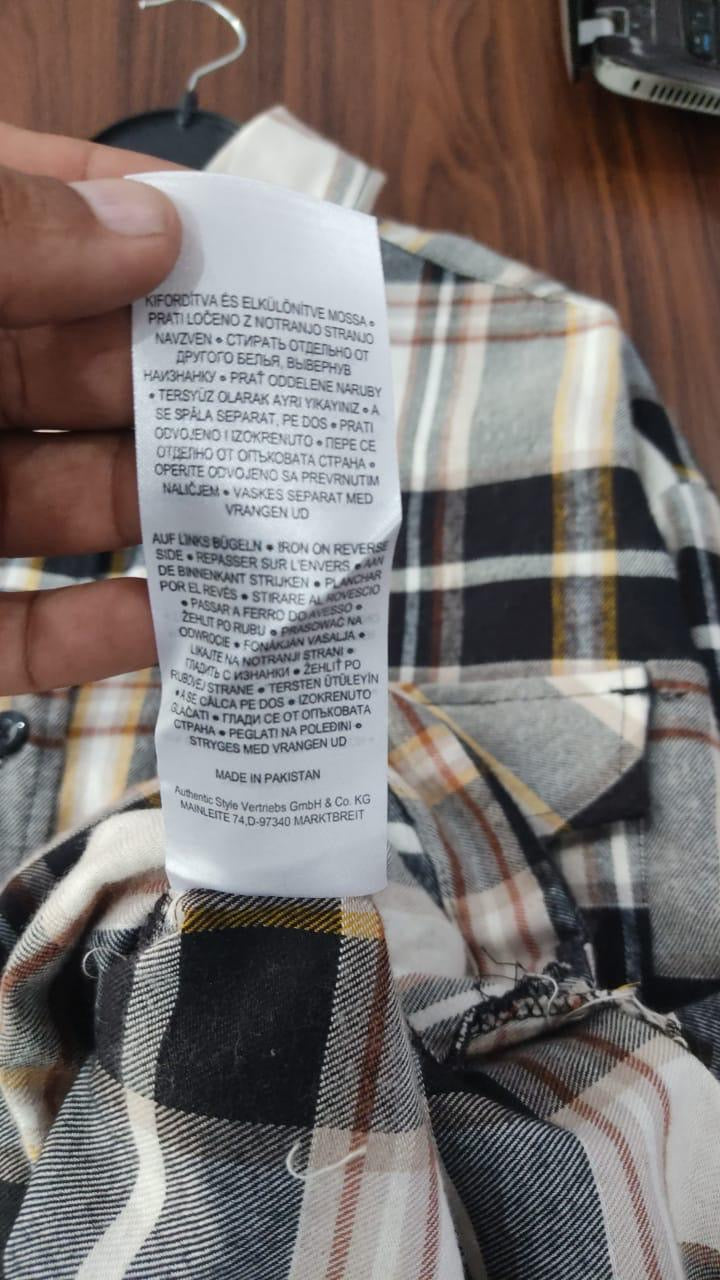 KIFORDÍTVA ÉS ELKÜLÖNÍTVE MOSSA •
PRATI LOČENO Z NOTRANJO STRANJO
NAVZVEN • СТИРАТЬ ОТДЕЛЬНО ОТ
ДРУГОГО БЕЛЬЯ, ВЫВЕРНУВ
НАИЗНАНКУ • PRAŤ ODDELENE NARUBY
• TERSYÜZ OLARAK AYRI YIKAYINIZ • A
SE SPĂLA SEPARAT, PE DOS • PRATI
ODVOJENO I IZOKRENUTO • ПЕРЕ СЕ
ОТДЕЛНО ОТ ОПЪКОВАТА СТРАНА •
OPERITE ODVOJENO SA PREVRNUTIM
NALIČJEM • VASKES SEPARAT MED
VRANGEN UD
AUF LINKS BÜGELN • IRON ON REVERSE
SIDE • REPASSER SUR L'ENVERS • AAN
DE BINNENKANT STRIJKEN • PLANCHAR
POR EL REVÉS • STIRARE AL ROVESCIO
• PASSAR A FERRO DO AVESSO •
ŽEHLIT PO RUBU • PRASOWAĆ NA
ODWROCIE • FONÁKJÁN VASALJA •
LIKAJTE NA NOTRANJI STRANI •
ГЛАДИТЬ С ИЗНАНКИ • ŽEHLIŤ PO
RUBOVEJ STRANE • TERSTEN ÜTÜLEYİN
• A SE CĂLCA PE DOS • IZOKRENUTO
GLAČATI • ГЛАДИ СЕ ОТ ОПЪКОВАТА
СТРАНА • PEGLATI NA POLEĐINI •
STRYGES MED VRANGEN UD
MADE IN PAKISTAN
Authentic Style Vertriebs GmbH & Co. KG
MAINLEITE 74,D-97340 MARKTBREIT